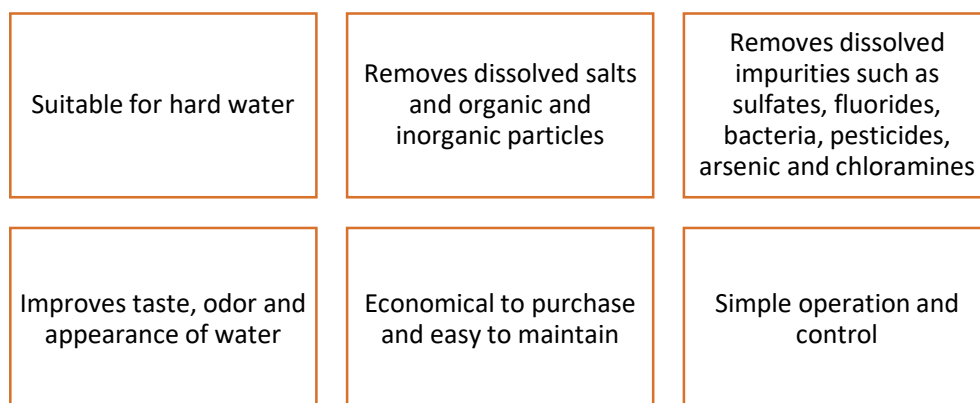 Suitable for hard water
Removes dissolved salts
and organic and
inorganic particles
Removes dissolved
impurities such as
sulfates, fluorides,
bacteria, pesticides,
arsenic and chloramines
Improves taste, odor and
appearance of water
Economical to purchase
and easy to maintain
Simple operation and
control